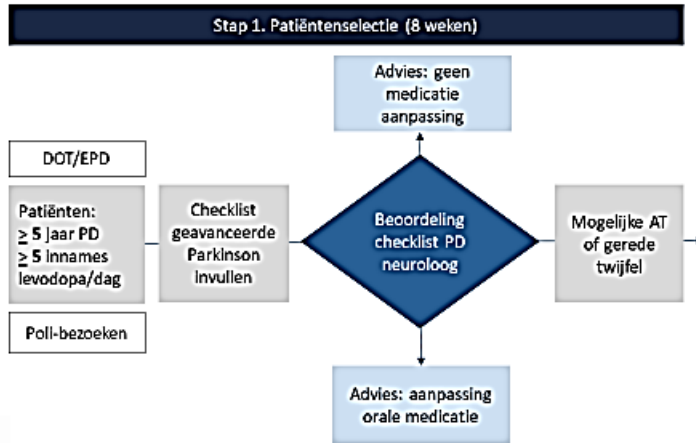 Stap 1. Patiëntenselectie (8 weken)
Advies: geen
medicatie
aanpassing
DOT/EPD
Patiënten:
≥ 5 jaar PD
≥ 5 innames
levodopa/dag
Poli-bezoeken
Checklist
geavanceerde
Parkinson
invullen
Beoordeling
checklist PD
neuroloog
Mogelijke AT
of gerede
twijfel
Advies: aanpassing
orale medicatie